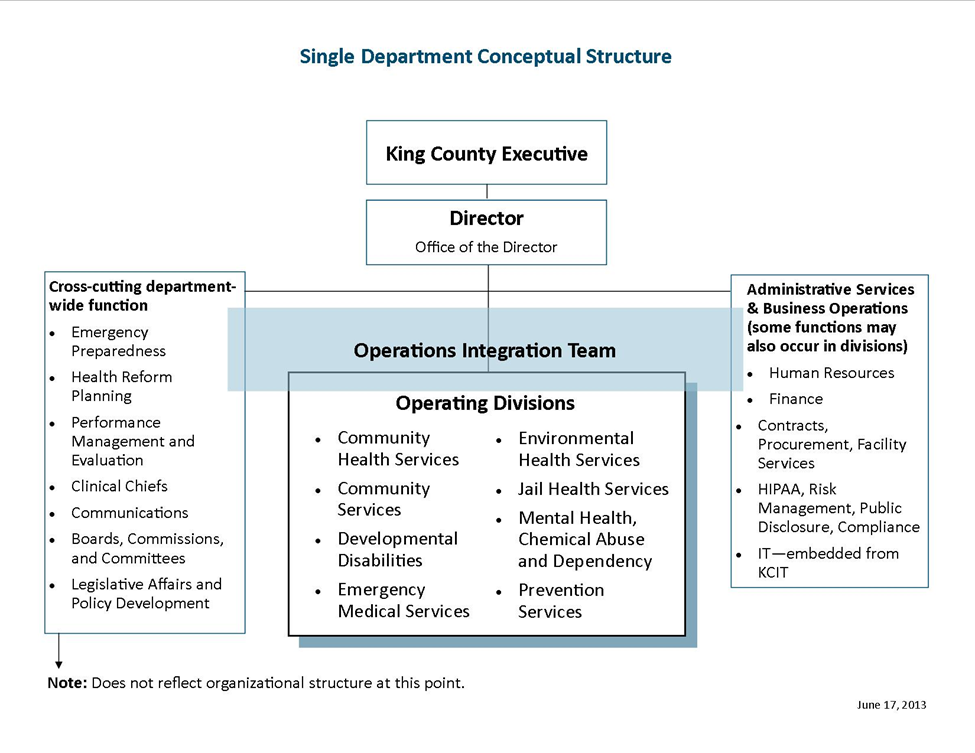 Single Department Conceptual Structure
King County Executive
Director
Office of the Director
Cross-cutting department-
wide function
• Emergency
Preparedness
• Health Reform
Planning
• Performance
Management and
Evaluation
• Clinical Chiefs
• Communications
• Boards, Commissions,
and Committees
• Legislative Affairs and
Policy Development
Operations Integration Team
Operating Divisions
• Community
Health Services
• Community
Services
• Developmental
Disabilities
• Emergency
Medical Services
• Environmental
Health Services
• Jail Health Services
• Mental Health,
Chemical Abuse
and Dependency
• Prevention
Services
Administrative Services
& Business Operations
(some functions may
also occur in divisions)
• Human Resources
• Finance
• Contracts,
Procurement, Facility
Services
• HIPAA, Risk
Management, Public
Disclosure, Compliance
• IT—embedded from
KCIT
Note: Does not reflect organizational structure at this point.
June 17, 2013